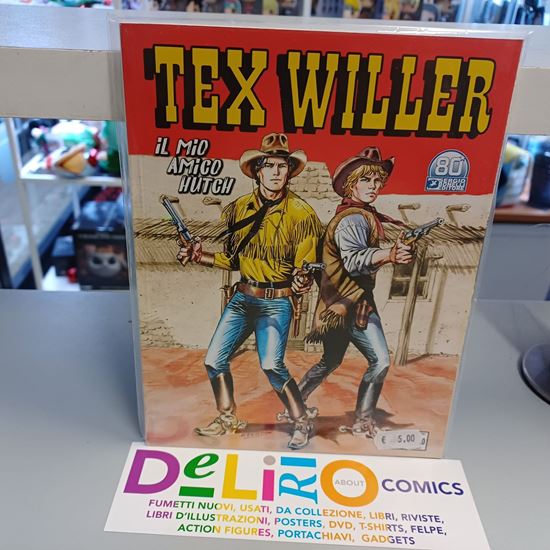 TEX WILLER
iL MiO
AMiCO
HUTCH
80
SERGIO
BONELLI
EDITORE
€ 5.00
DeLiRiO
ABOUT
COMICS
FUMETTI NUOVI, USATI, DA COLLEZIONE, LIBRI, RIVISTE,
LIBRI D'ILLUSTRAZIONI, POSTERS, DVD, T-SHIRTS, FELPE,
ACTION FIGURES, PORTACHIAVI, GADGETS